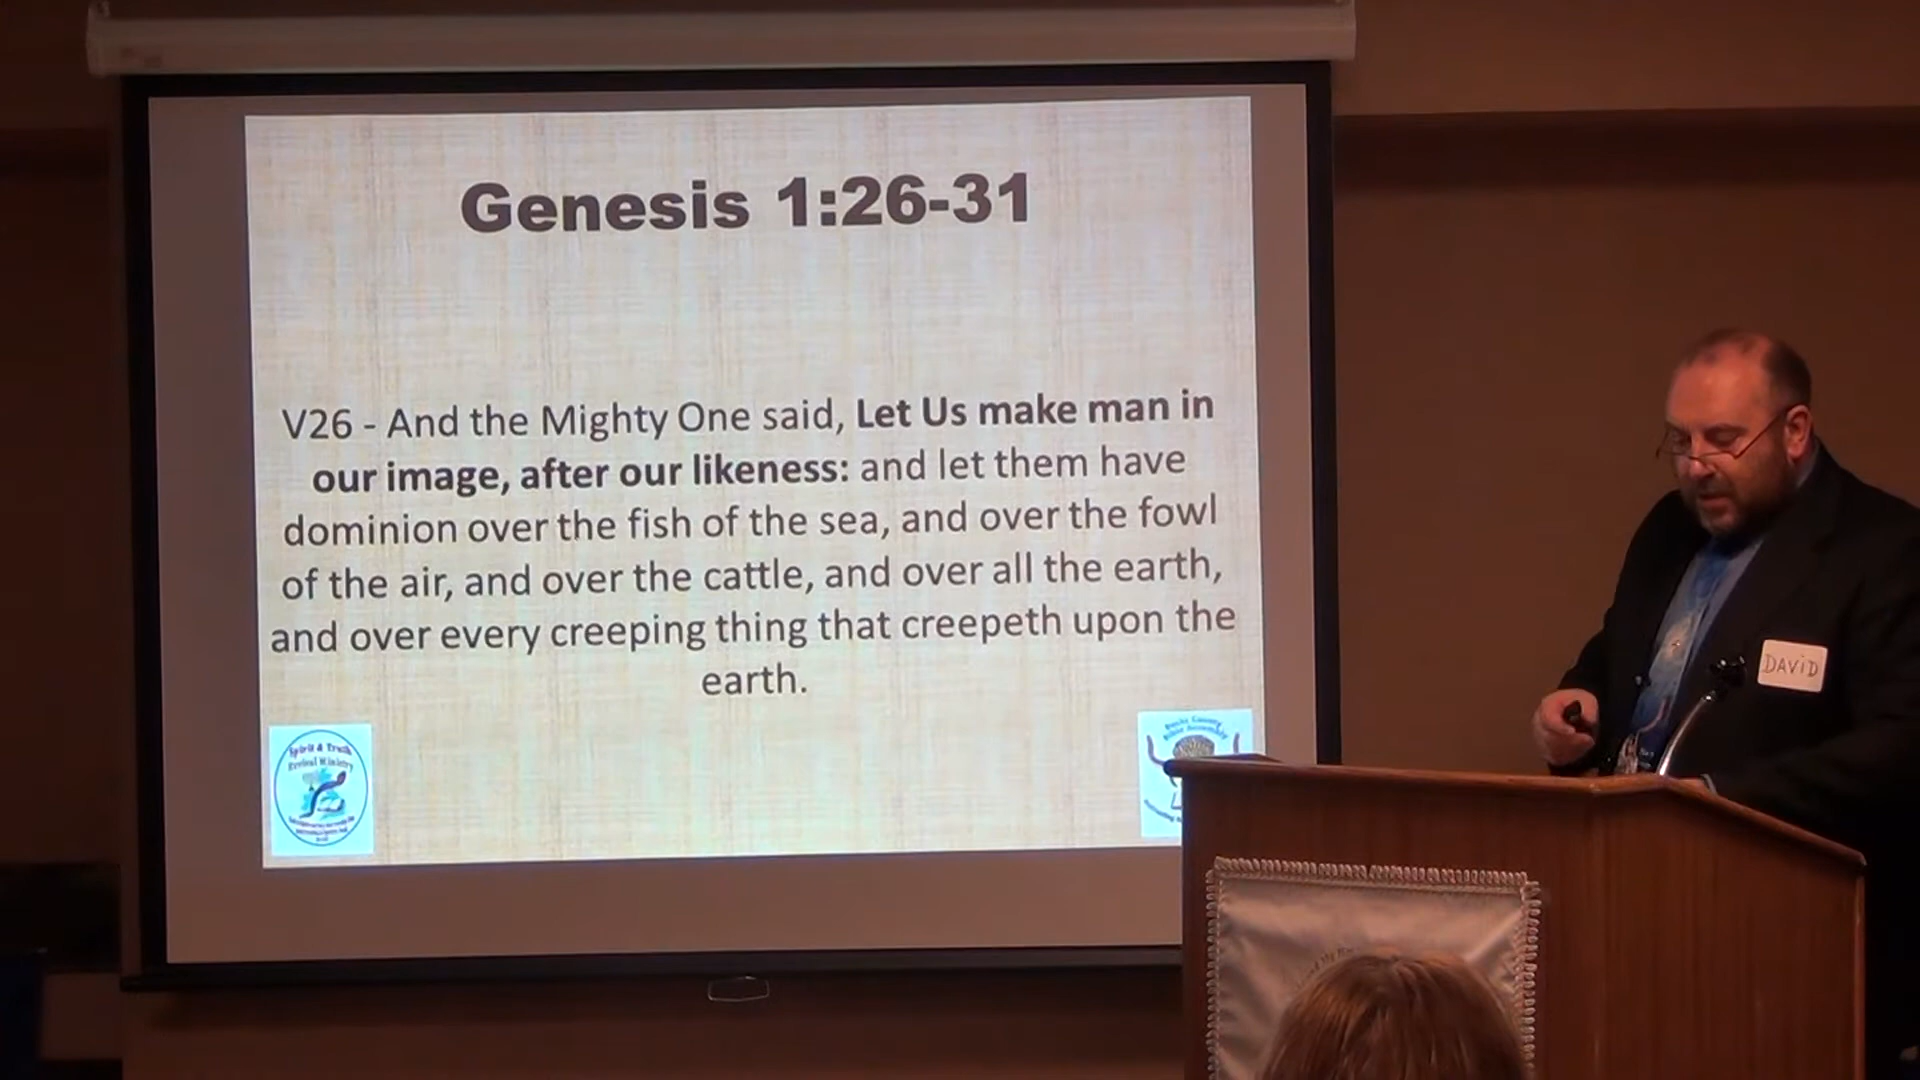 Genesis 1:26-31
V26 - And the Mighty One said, Let Us make man in
our image, after our likeness: and let them have
dominion over the fish of the sea, and over the fowl
of the air, and over the cattle, and over all the earth,
and over every creeping thing that creepeth upon the
earth.
Spirit & Truth
Revival Ministry
Bible Assembly
DAViD